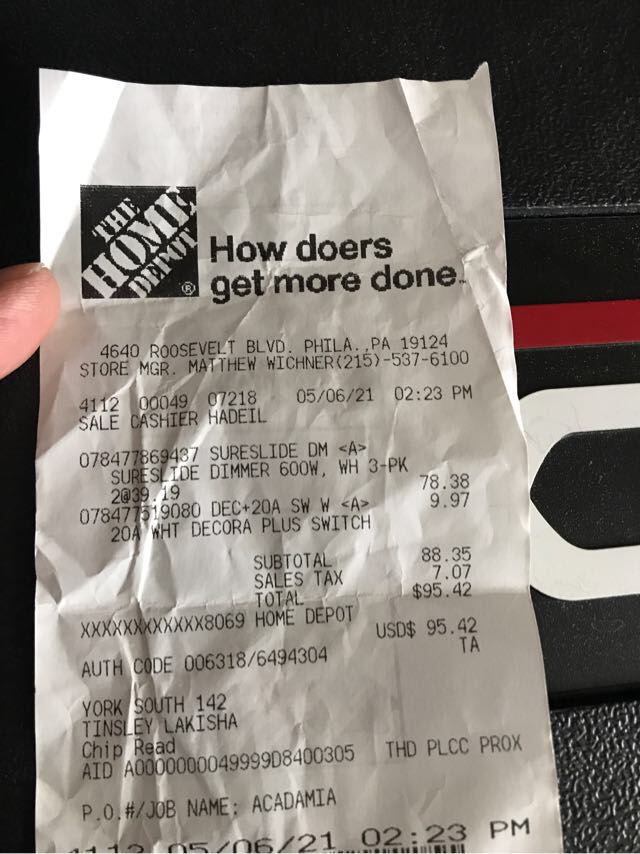 THE
HOME
DEPOT
®
How doers
get more done™
4640 ROOSEVELT BLVD. PHILA.,PA 19124
STORE MGR. MATTHEW WICHNER(215)-537-6100
4112 00049 07218 05/06/21 02:23 PM
SALE CASHIER HADEIL
078477869437 SURESLIDE DM <A>
SURESLIDE DIMMER 600W, WH 3-PK
2@39.19 78.38
078477519080 DEC+20A SW W <A> 9.97
20A WHT DECORA PLUS SWITCH
SUBTOTAL 88.35
SALES TAX 7.07
TOTAL $95.42
XXXXXXXXXXXX8069 HOME DEPOT
USD$ 95.42
AUTH CODE 006318/6494304 TA
YORK SOUTH 142
TINSLEY LAKISHA
Chip Read
AID A0000000049999D8400305 THD PLCC PROX
P.O.#/JOB NAME: ACADAMIA
4112 05/06/21 02:23 PM